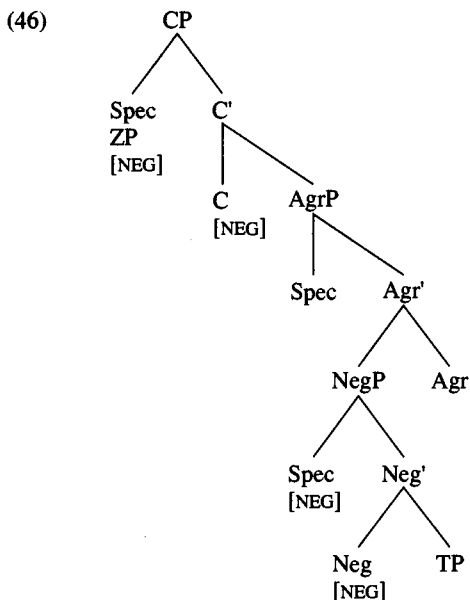 (46) CP
Spec C'
ZP
[NEG]
C AgrP
[NEG]
Spec Agr'
NegP Agr
Spec Neg'
[NEG]
Neg TP
[NEG]